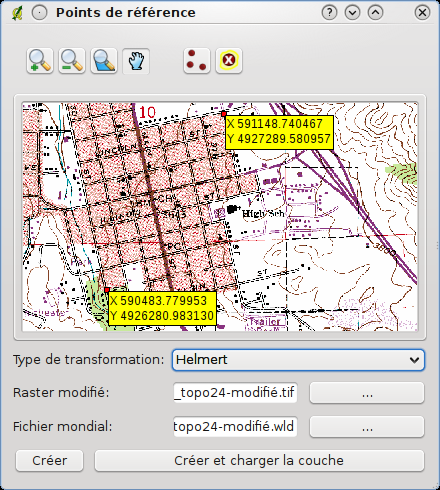 Points de référence
10
X 591148.740467
Y 4927289.580957
High Sch
X 590483.779953
Y 4926280.983130
Trailer
Type de transformation: Helmert
Raster modifié: _topo24-modifié.tif ...
Fichier mondial: topo24-modifié.wld ...
Créer Créer et charger la couche